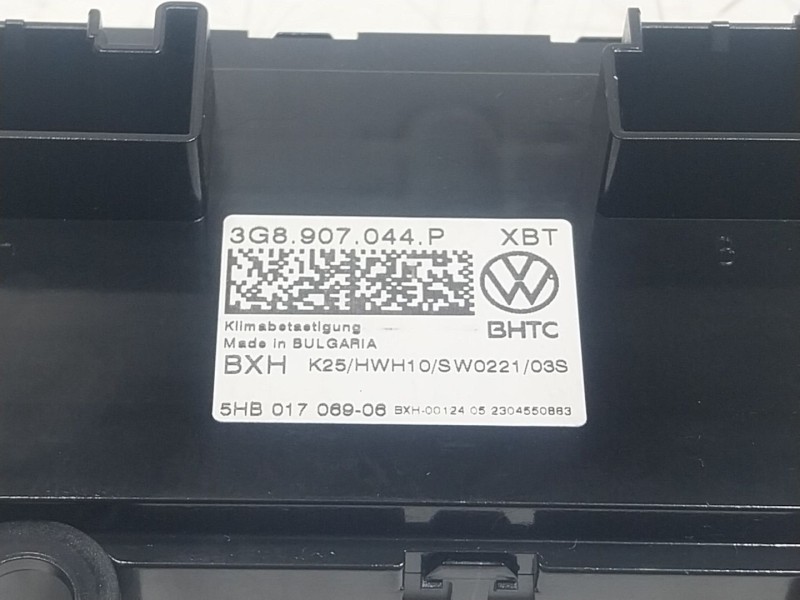 3G8.907.044.P XBT
BHTC
Klimabetaetigung
Made in BULGARIA
BXH K25/HWH10/SW0221/03S
5HB 017 069-06 BXH-00124 05 2304550863